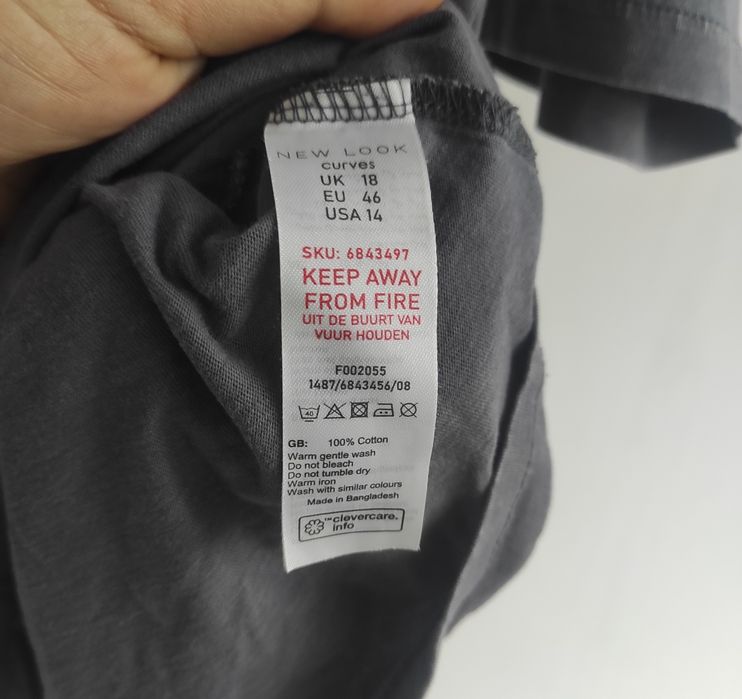 NEW LOOK
curves
UK 18
EU 46
USA 14
SKU: 6843497
KEEP AWAY
FROM FIRE
UIT DE BUURT VAN
VUUR HOUDEN
F002055
1487/6843456/08
40
GB: 100% Cotton
Warm gentle wash
Do not bleach
Do not tumble dry
Warm iron
Wash with similar colours
Made in Bangladesh
™clevercare.
info